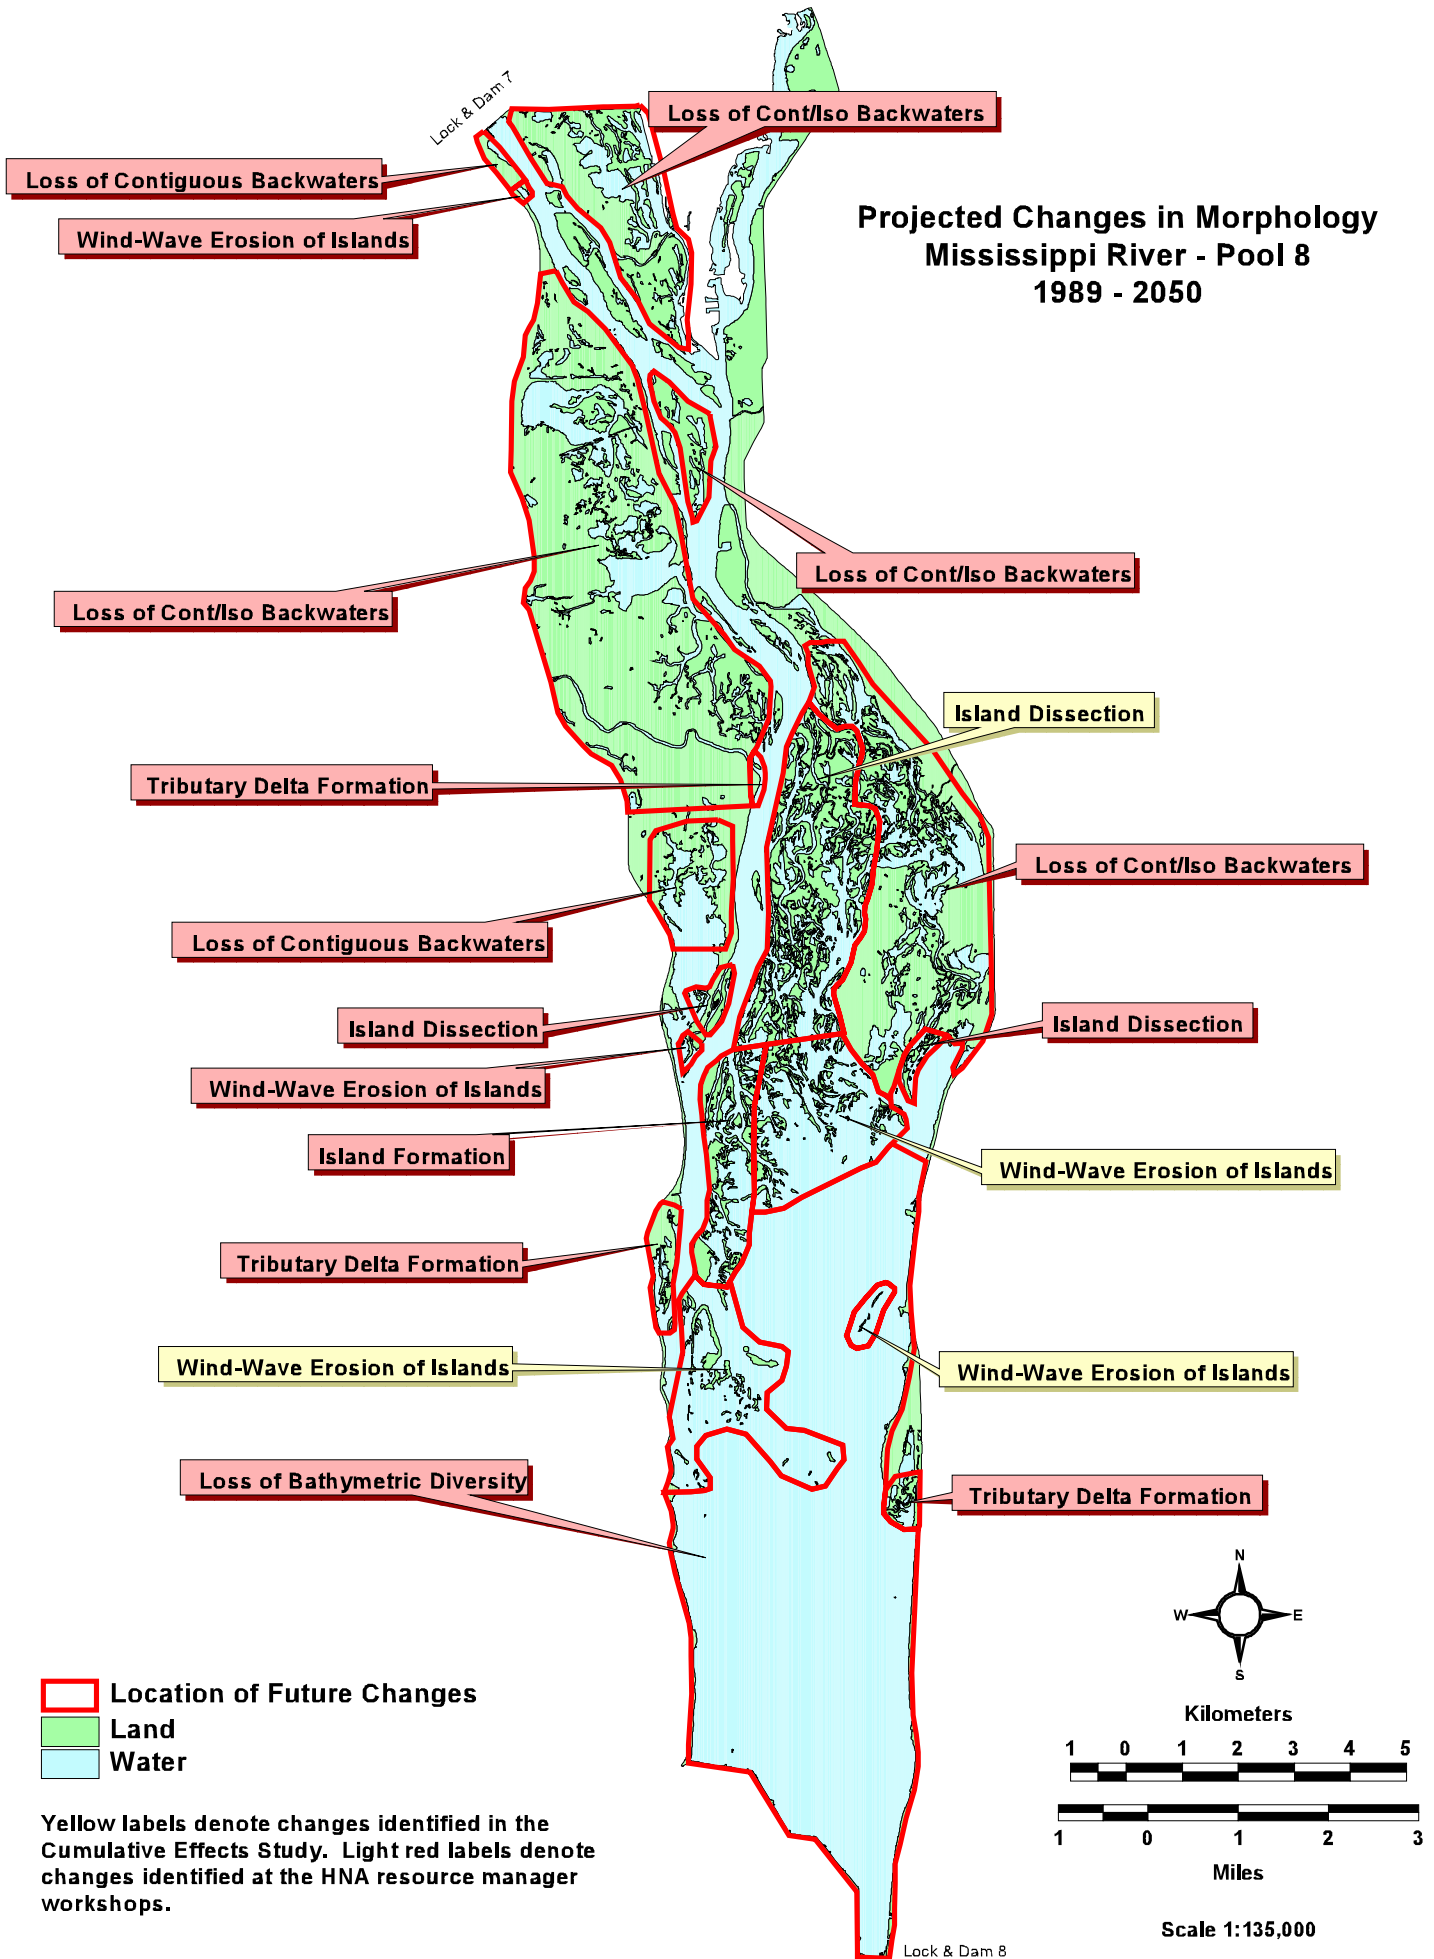 Lock & Dam 7
Loss of Cont/Iso Backwaters
Loss of Contiguous Backwaters
Wind-Wave Erosion of Islands
Projected Changes in Morphology
Mississippi River - Pool 8
1989 - 2050
Loss of Cont/Iso Backwaters
Loss of Cont/Iso Backwaters
Island Dissection
Tributary Delta Formation
Loss of Cont/Iso Backwaters
Loss of Contiguous Backwaters
Island Dissection
Island Dissection
Wind-Wave Erosion of Islands
Island Formation
Wind-Wave Erosion of Islands
Tributary Delta Formation
Wind-Wave Erosion of Islands
Wind-Wave Erosion of Islands
Loss of Bathymetric Diversity
Tributary Delta Formation
N
W E
S
Location of Future Changes
Land
Water
Kilometers
1 0 1 2 3 4 5
1 0 1 2 3
Miles
Scale 1:135,000
Yellow labels denote changes identified in the
Cumulative Effects Study. Light red labels denote
changes identified at the HNA resource manager
workshops.
Lock & Dam 8